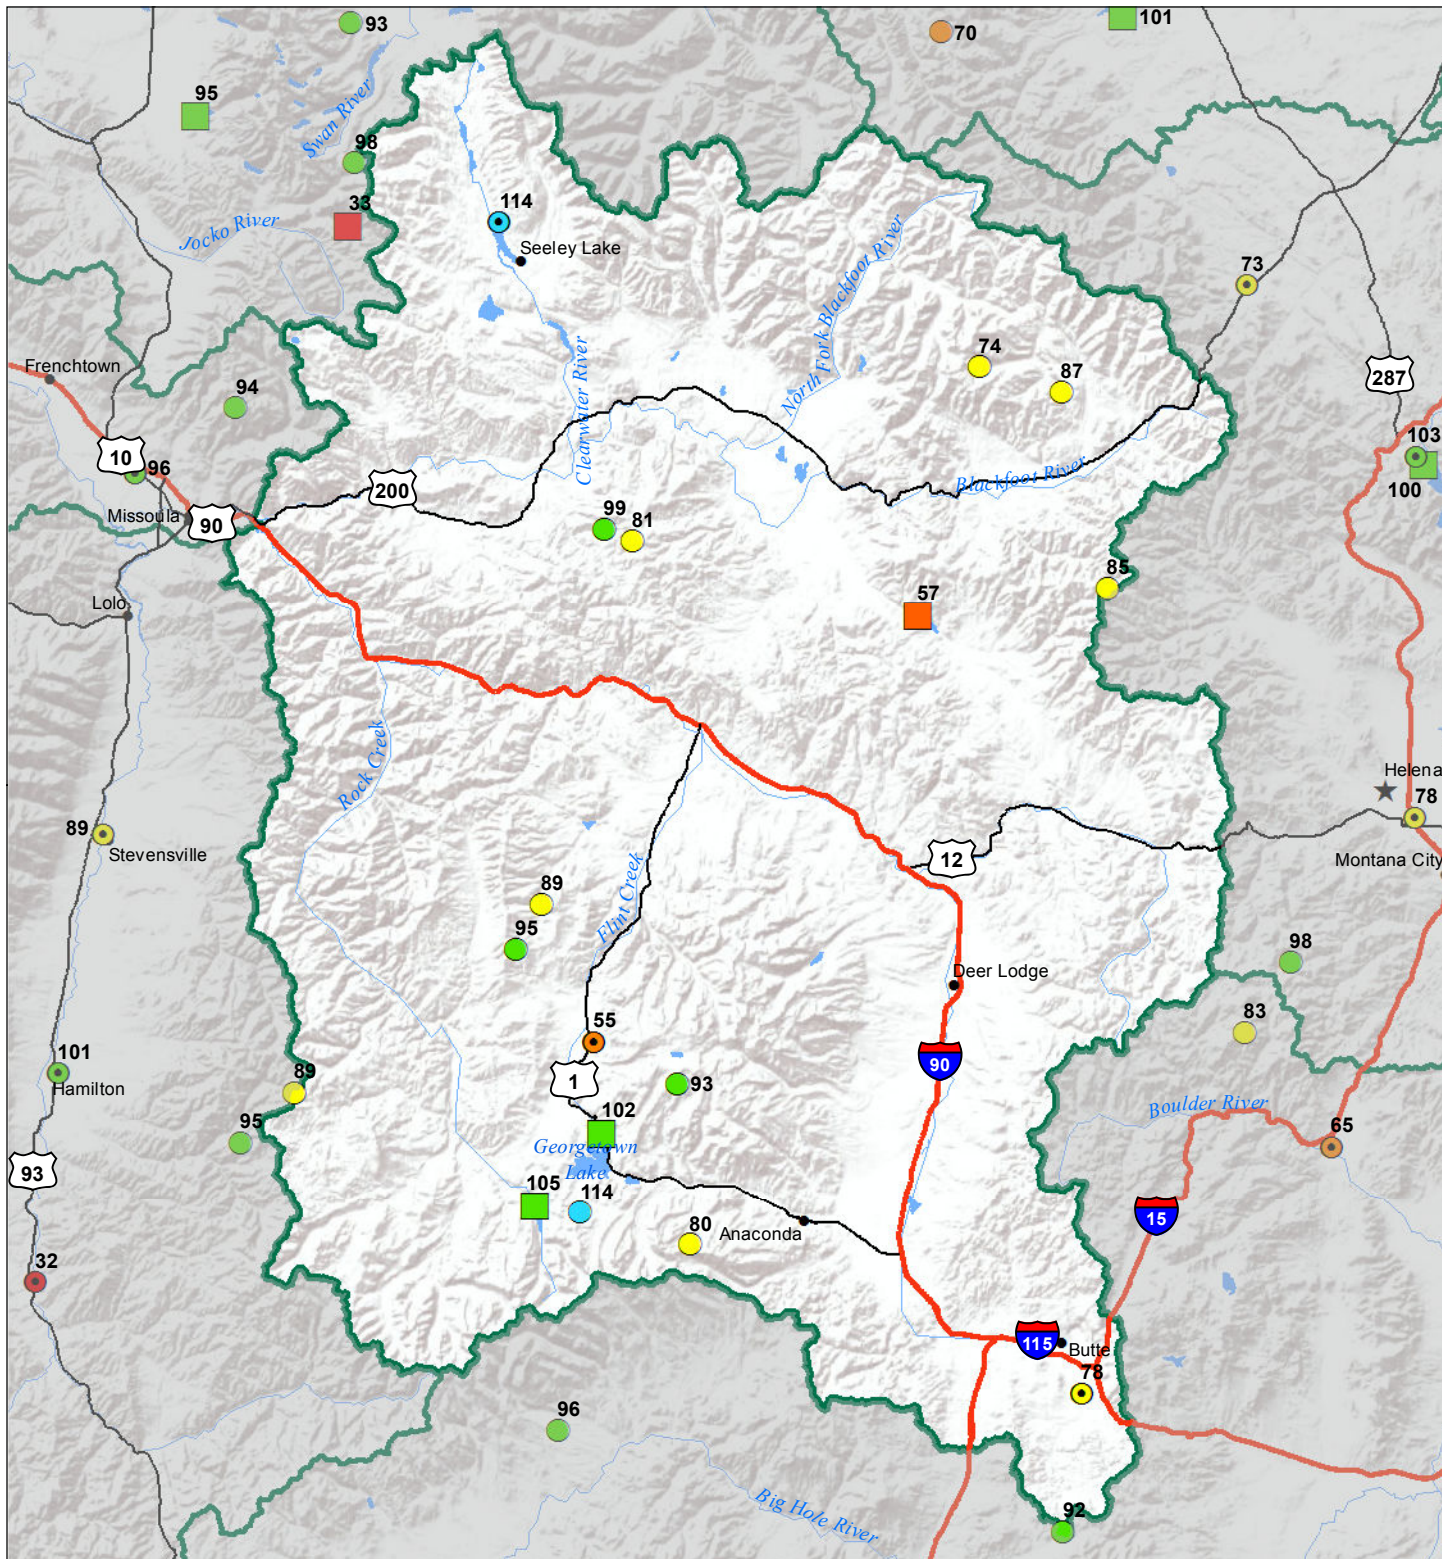 93
70
101
95
Swan River
98
33
Jocko River
114
Seeley Lake
North Fork Blackfoot River
73
Frenchtown
94
74
87
287
Clearwater River
10
96
103
100
200
Blackfoot River
Missoula
90
99
81
85
57
Lolo
Rock Creek
Helena
78
89
Stevensville
12
Montana City
89
Flint Creek
95
98
Deer Lodge
83
55
90
101
Hamilton
89
1
93
Boulder River
102
65
95
Georgetown
Lake
93
105
114
80
Anaconda
15
32
115
Butte
78
96
Big Hole River
92